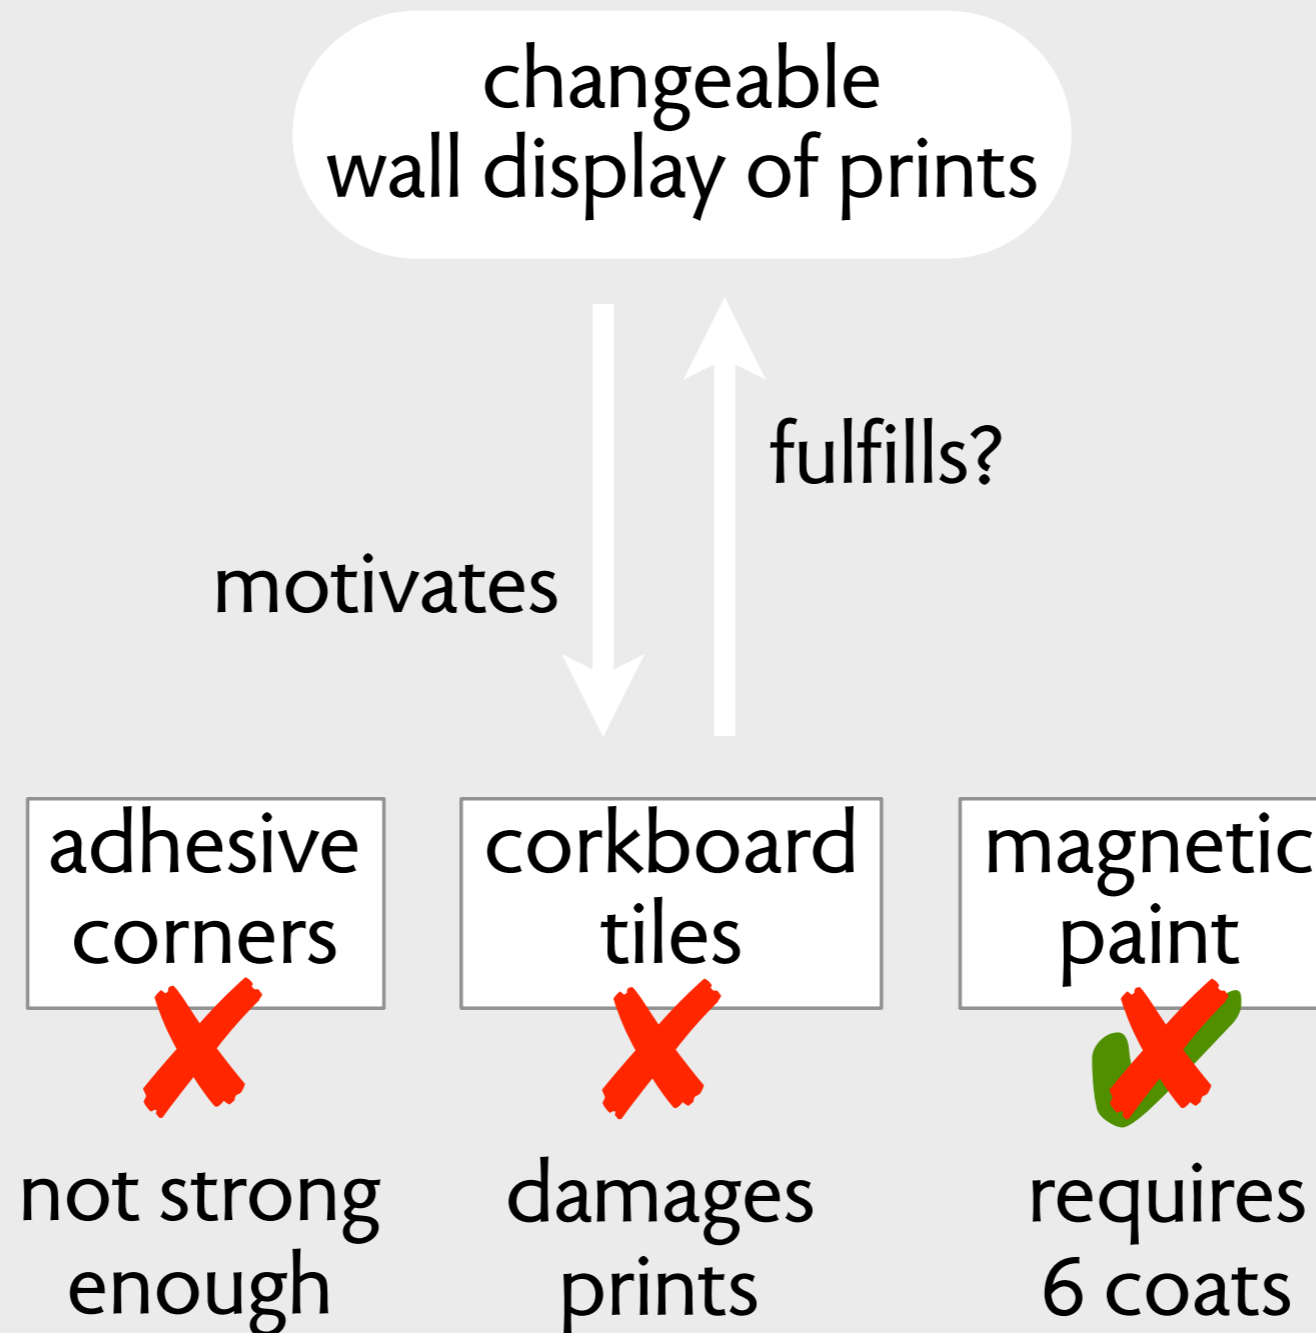 changeable
wall display of prints
fulfills?
motivates
adhesive
corners
corkboard
tiles
magnetic
paint
not strong
enough
damages
prints
requires
6 coats